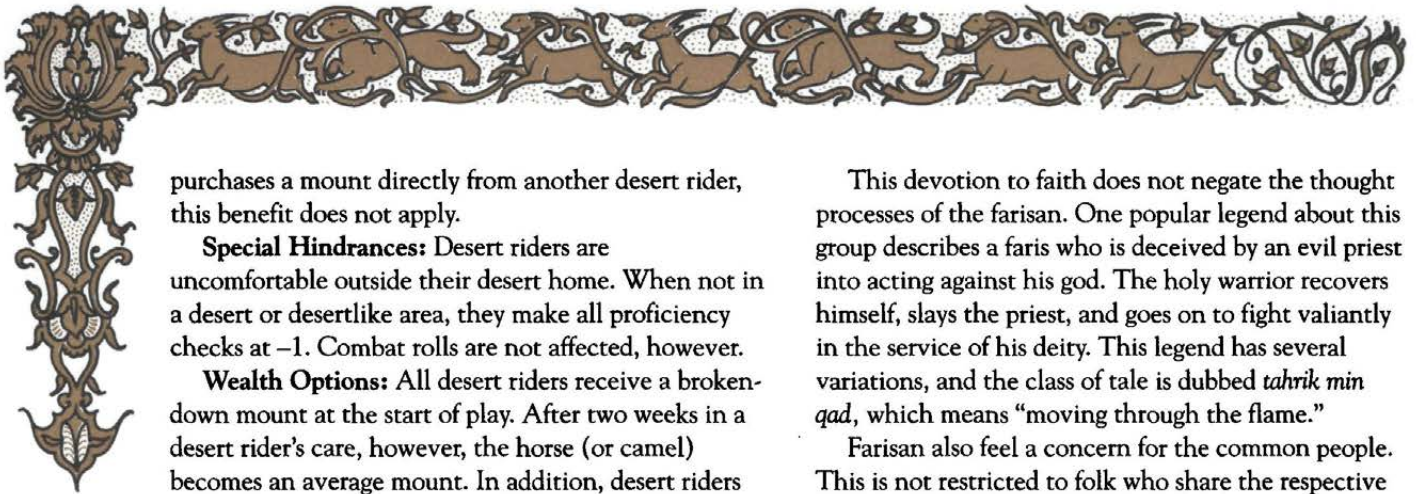 purchases a mount directly from another desert rider,
this benefit does not apply.
Special Hindrances: Desert riders are
uncomfortable outside their desert home. When not in
a desert or desertlike area, they make all proficiency
checks at –1. Combat rolls are not affected, however.
Wealth Options: All desert riders receive a broken-
down mount at the start of play. After two weeks in a
desert rider's care, however, the horse (or camel)
becomes an average mount. In addition, desert riders
This devotion to faith does not negate the thought
processes of the farisan. One popular legend about this
group describes a faris who is deceived by an evil priest
into acting against his god. The holy warrior recovers
himself, slays the priest, and goes on to fight valiantly
in the service of his deity. This legend has several
variations, and the class of tale is dubbed tahrik min
qad, which means “moving through the flame.”
Farisan also feel a concern for the common people.
This is not restricted to folk who share the respective